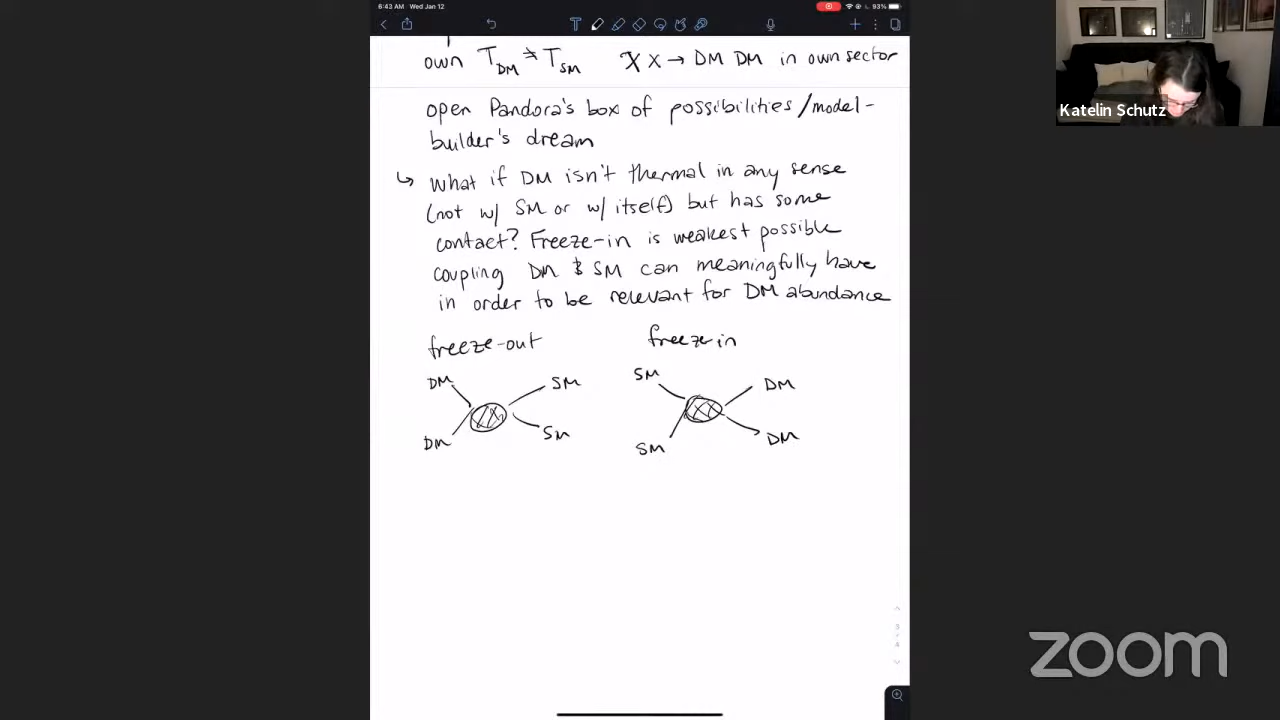 6:43 AM Wed Jan 12
93%
own T_DM ≠ T_SM X X → DM DM in own sector
open Pandora's box of possibilities/model-
builder's dream
↳ What if DM isn't thermal in any sense
(not w/ SM or w/ itself) but has some
contact? Freeze-in is weakest possible
coupling DM & SM can meaningfully have
in order to be relevant for DM abundance
freeze-out freeze-in
DM SM SM DM
DM SM SM DM
Katelin Schutz
zoom